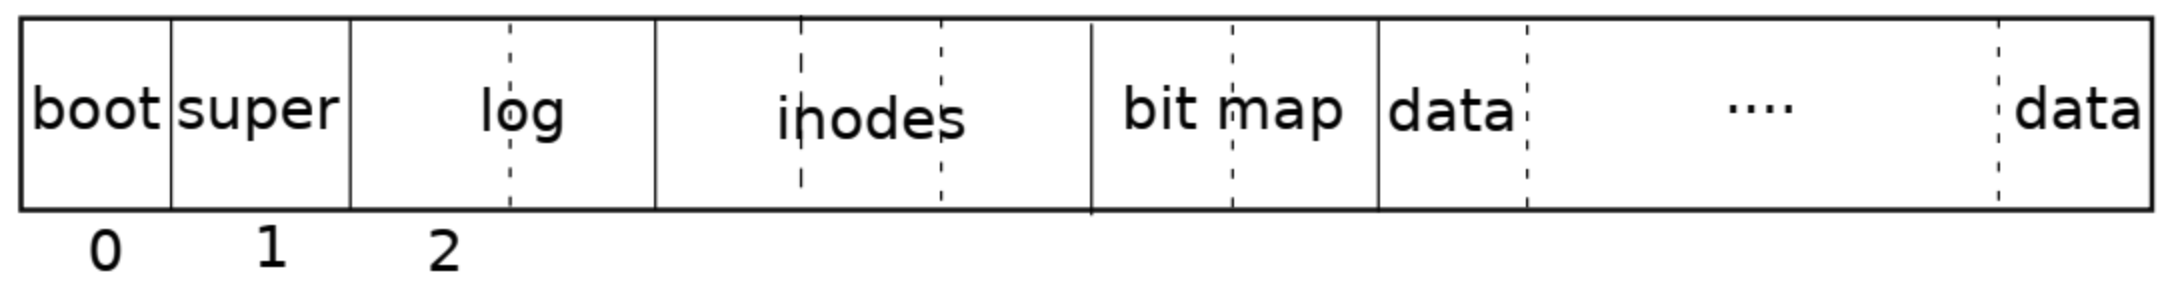 boot super log inodes bit map data .... data
0 1 2